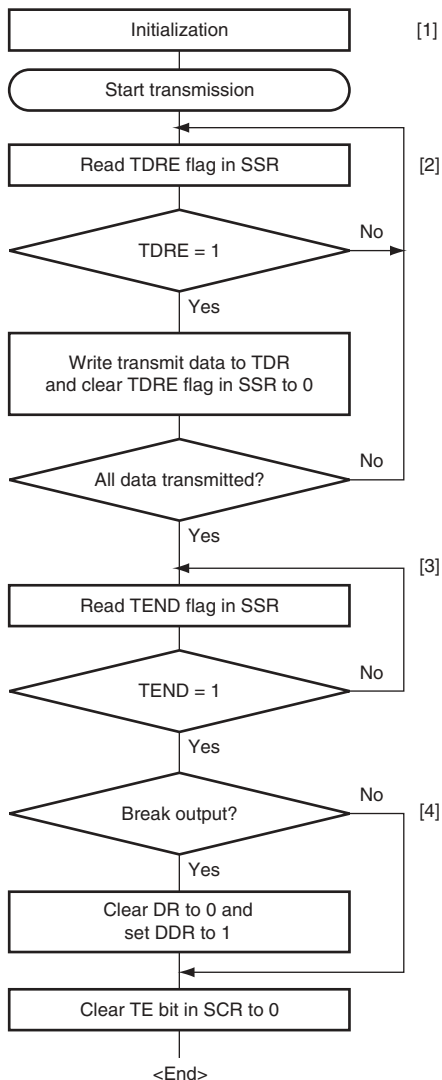 Initialization
[1]
Start transmission
Read TDRE flag in SSR
[2]
TDRE = 1
No
Yes
Write transmit data to TDR
and clear TDRE flag in SSR to 0
All data transmitted?
No
Yes
[3]
Read TEND flag in SSR
TEND = 1
No
Yes
Break output?
No
[4]
Yes
Clear DR to 0 and
set DDR to 1
Clear TE bit in SCR to 0
<End>